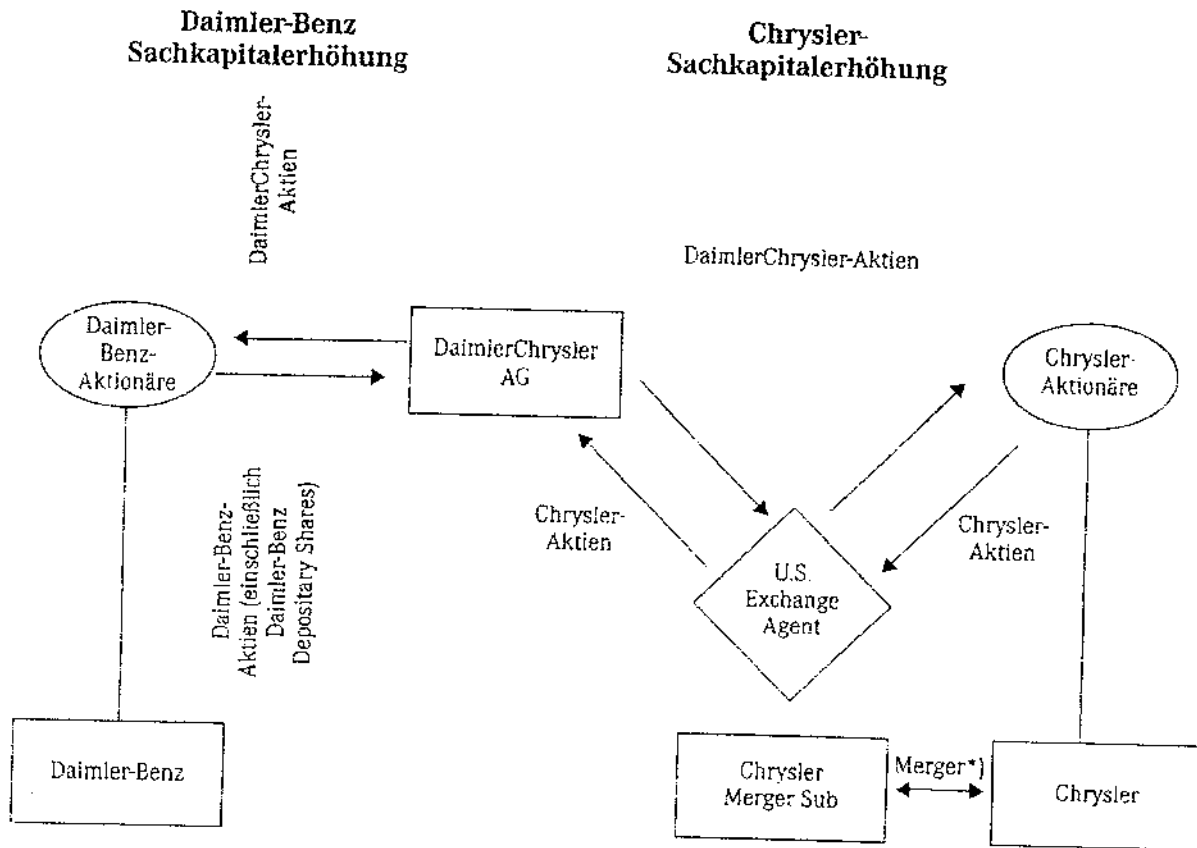 Daimler-Benz
Sachkapitalerhöhung
Chrysler-
Sachkapitalerhöhung
DaimlerChrysler-
Aktien
DaimlerChrysler-Aktien
Daimler-
Benz-
Aktionäre
DaimlerChrysler
AG
Chrysler-
Aktionäre
Daimler-Benz-
Aktien (einschließlich
Daimler-Benz
Depositary Shares)
Chrysler-
Aktien
Chrysler-
Aktien
U.S.
Exchange
Agent
Daimler-Benz
Chrysler
Merger Sub
Merger*)
Chrysler